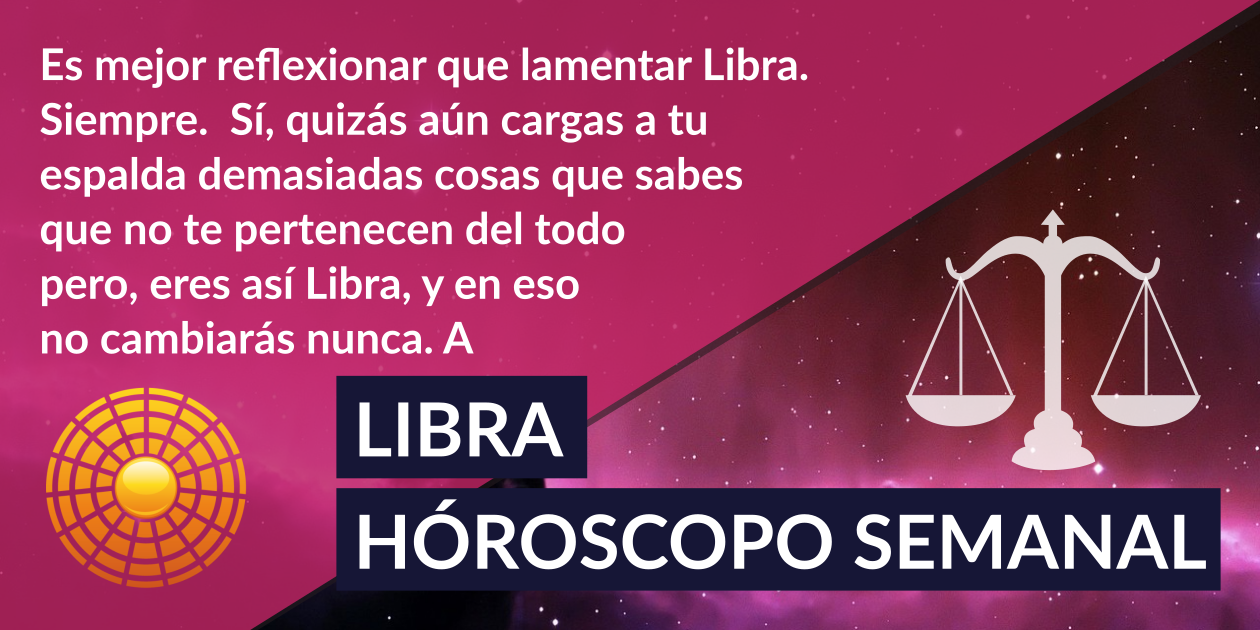 Es mejor reflexionar que lamentar Libra.
Siempre.  Sí, quizás aún cargas a tu
espalda demasiadas cosas que sabes
que no te pertenecen del todo
pero, eres así Libra, y en eso
no cambiarás nunca. A
LIBRA
HÓROSCOPO SEMANAL